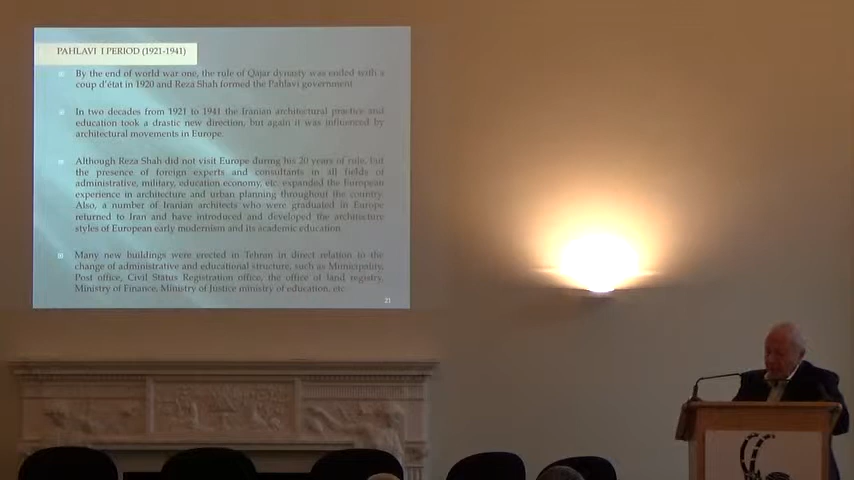 PAHLAVI I PERIOD (1921-1941)
By the end of world war one, the rule of Qajar dynasty was ended with a
coup d'état in 1920 and Reza Shah formed the Pahlavi government
In two decades from 1921 to 1941 the Iranian architectural practice and
education took a drastic new direction, but again it was influenced by
architectural movements in Europe.
Although Reza Shah did not visit Europe during his 20 years of rule, but
the presence of foreign experts and consultants in all fields of
administrative, military, education economy, etc. expanded the European
experience in architecture and urban planning throughout the country.
Also, a number of Iranian architects who were graduated in Europe
returned to Iran and have introduced and developed the architecture
styles of European early modernism and its academic education
Many new buildings were erected in Tehran in direct relation to the
change of administrative and educational structure, such as Municipality,
Post office, Civil Status Registration office, the office of land registry,
Ministry of Finance, Ministry of Justice ministry of education, etc.
21